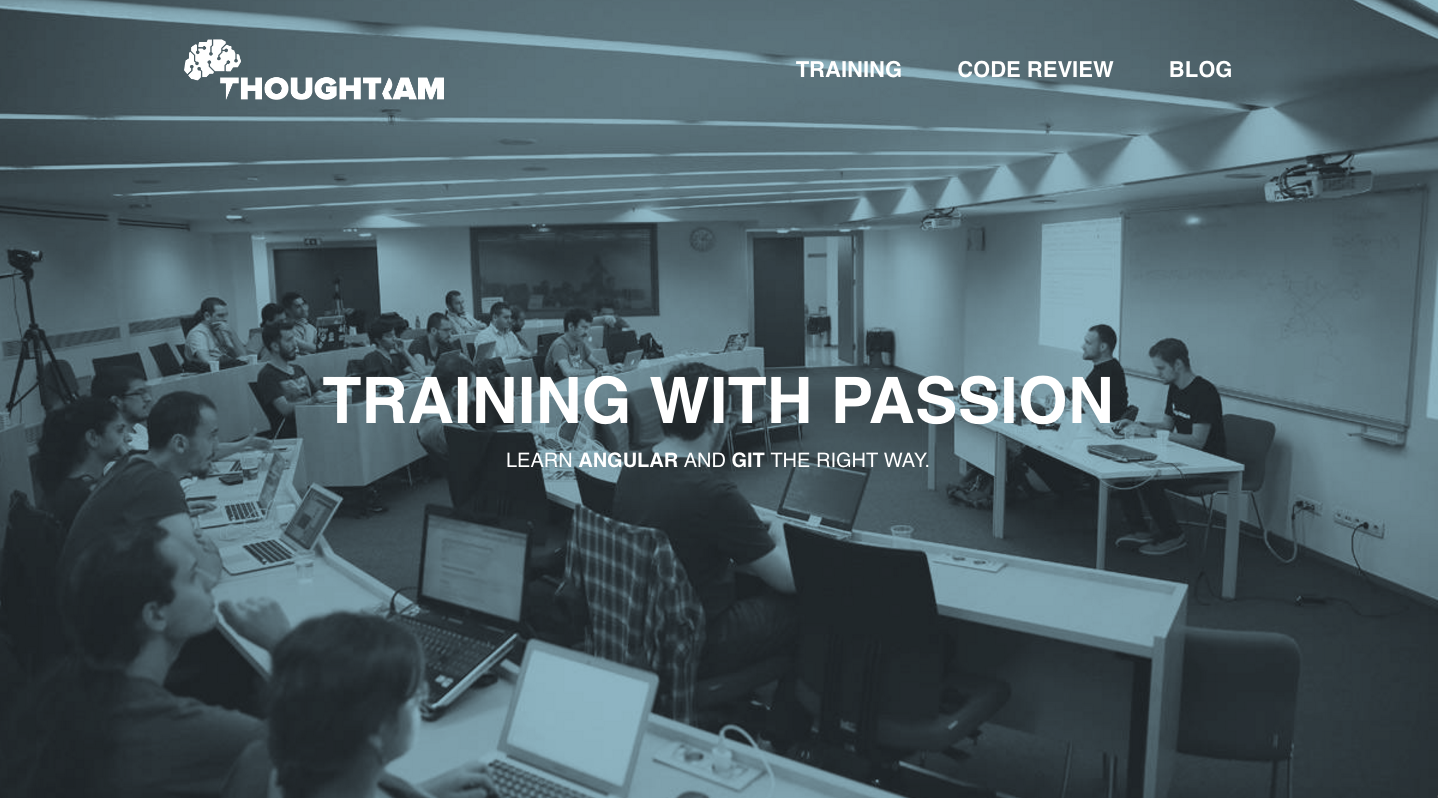 THOUGHTRAM
TRAINING CODE REVIEW BLOG
TRAINING WITH PASSION
LEARN ANGULAR AND GIT THE RIGHT WAY.